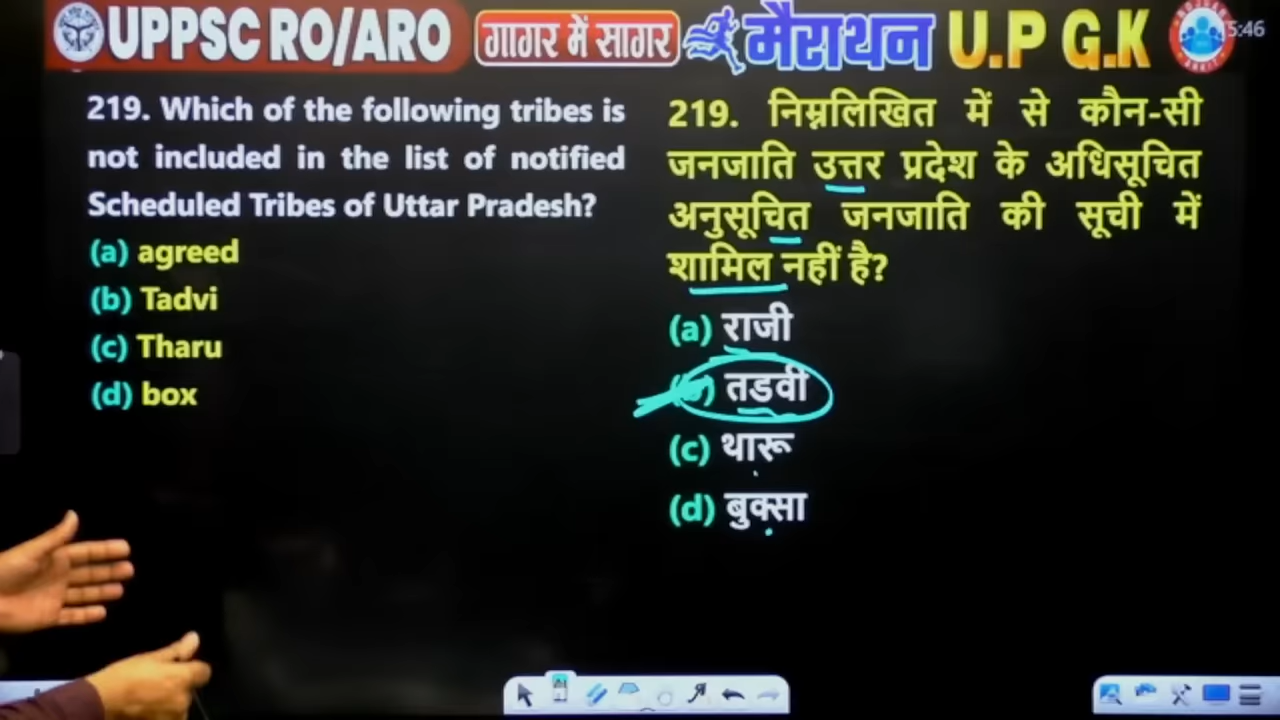 UPPSC RO/ARO गागर में सागर मैराथन U.P G.K
5:46
219. Which of the following tribes is
not included in the list of notified
Scheduled Tribes of Uttar Pradesh?
(a) agreed
(b) Tadvi
(c) Tharu
(d) box
219. निम्नलिखित में से कौन-सी
जनजाति उत्तर प्रदेश के अधिसूचित
अनुसूचित जनजाति की सूची में
शामिल नहीं है?
(a) राजी
(b) तडवी
(c) थारू
(d) बुक्सा